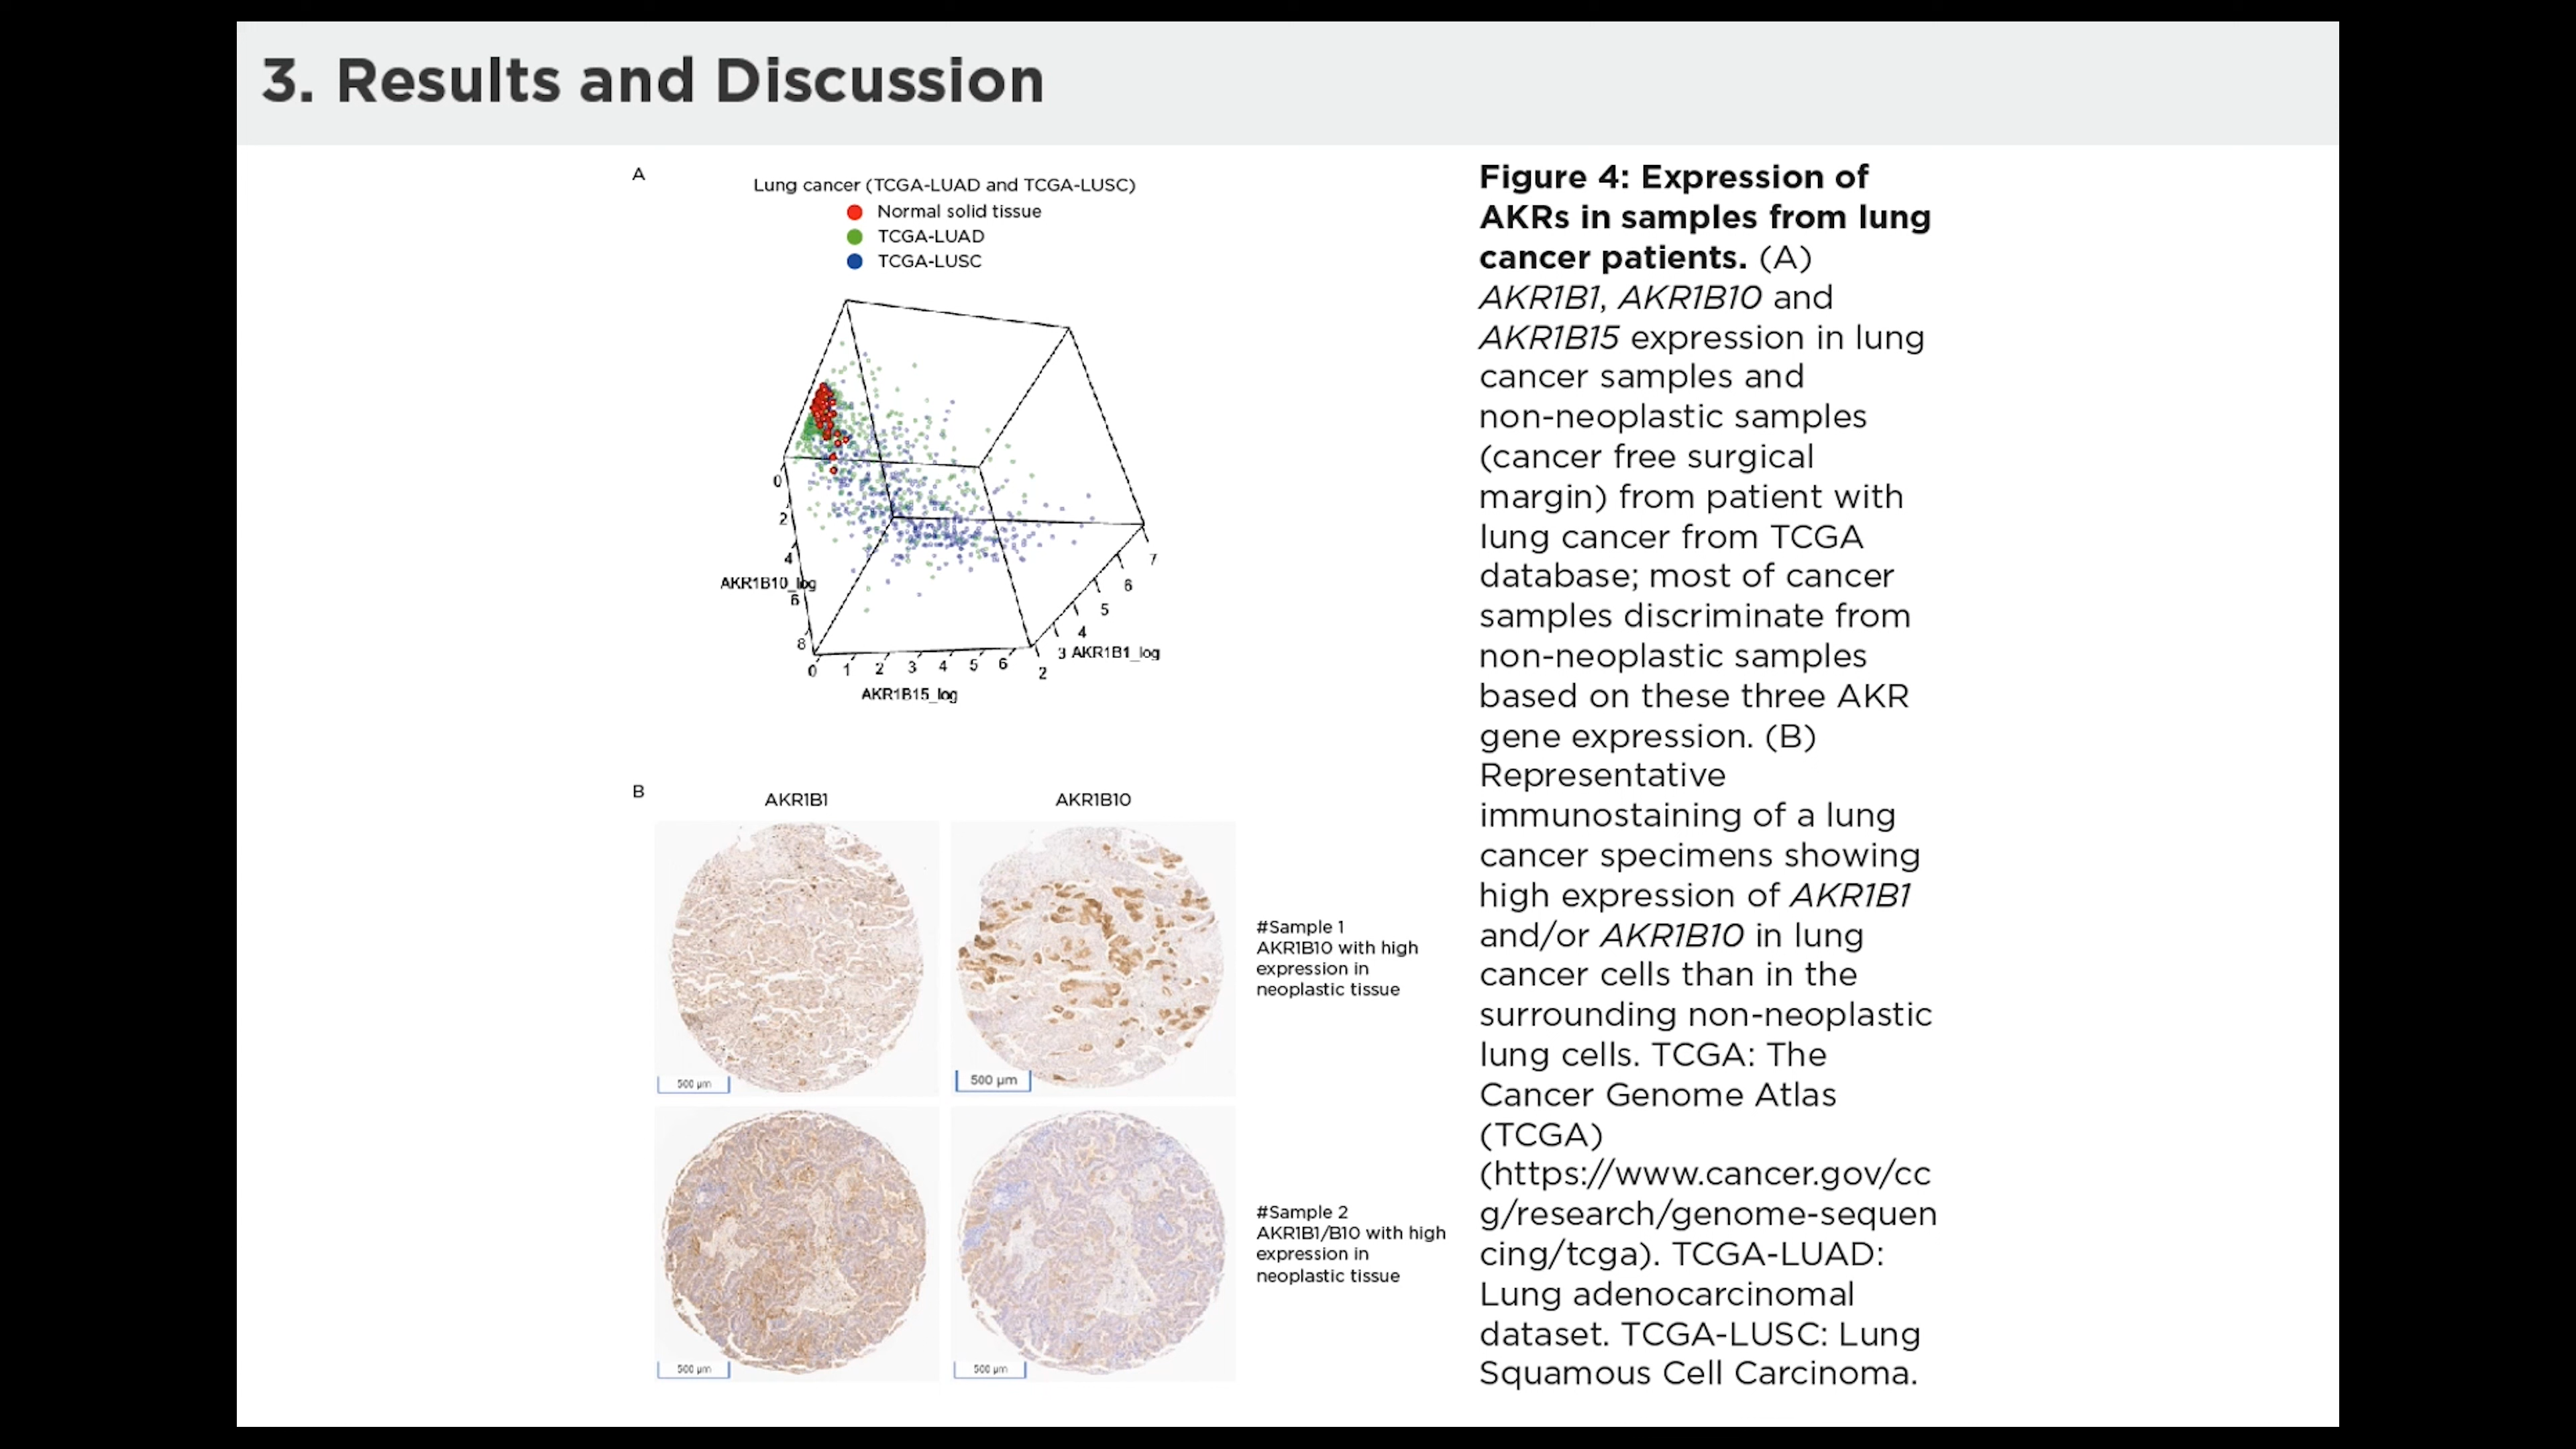 3. Results and Discussion
A
Lung cancer (TCGA-LUAD and TCGA-LUSC)
Normal solid tissue
TCGA-LUAD
TCGA-LUSC
0
2
4
AKR1B10_log
6
8
0 1 2 3 4 5 6
AKR1B15_log
2
3 AKR1B1_log
4
5
6
7
B
AKR1B1
AKR1B10
500 µm
500 µm
#Sample 1
AKR1B10 with high
expression in
neoplastic tissue
500 µm
500 µm
#Sample 2
AKR1B1/B10 with high
expression in
neoplastic tissue
Figure 4: Expression of
AKRs in samples from lung
cancer patients. (A)
AKR1B1, AKR1B10 and
AKR1B15 expression in lung
cancer samples and
non-neoplastic samples
(cancer free surgical
margin) from patient with
lung cancer from TCGA
database; most of cancer
samples discriminate from
non-neoplastic samples
based on these three AKR
gene expression. (B)
Representative
immunostaining of a lung
cancer specimens showing
high expression of AKR1B1
and/or AKR1B10 in lung
cancer cells than in the
surrounding non-neoplastic
lung cells. TCGA: The
Cancer Genome Atlas
(TCGA)
(https://www.cancer.gov/cc
g/research/genome-sequen
cing/tcga). TCGA-LUAD:
Lung adenocarcinomal
dataset. TCGA-LUSC: Lung
Squamous Cell Carcinoma.